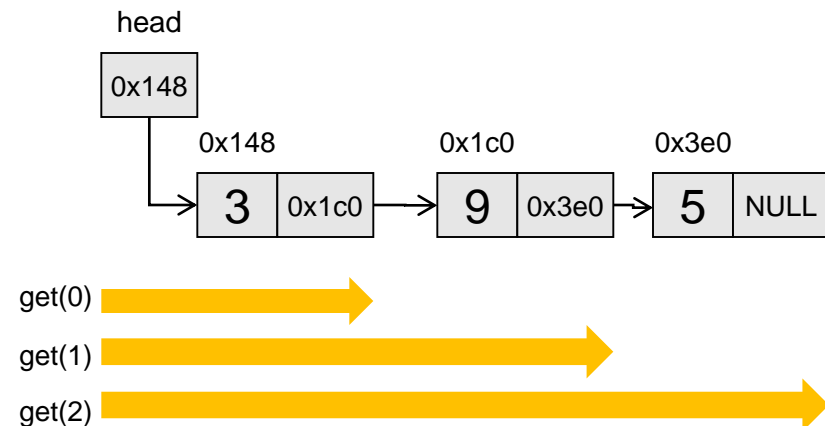 head
0x148
0x148 0x1c0 0x3e0
3 0x1c0 9 0x3e0 5 NULL
get(0)
get(1)
get(2)